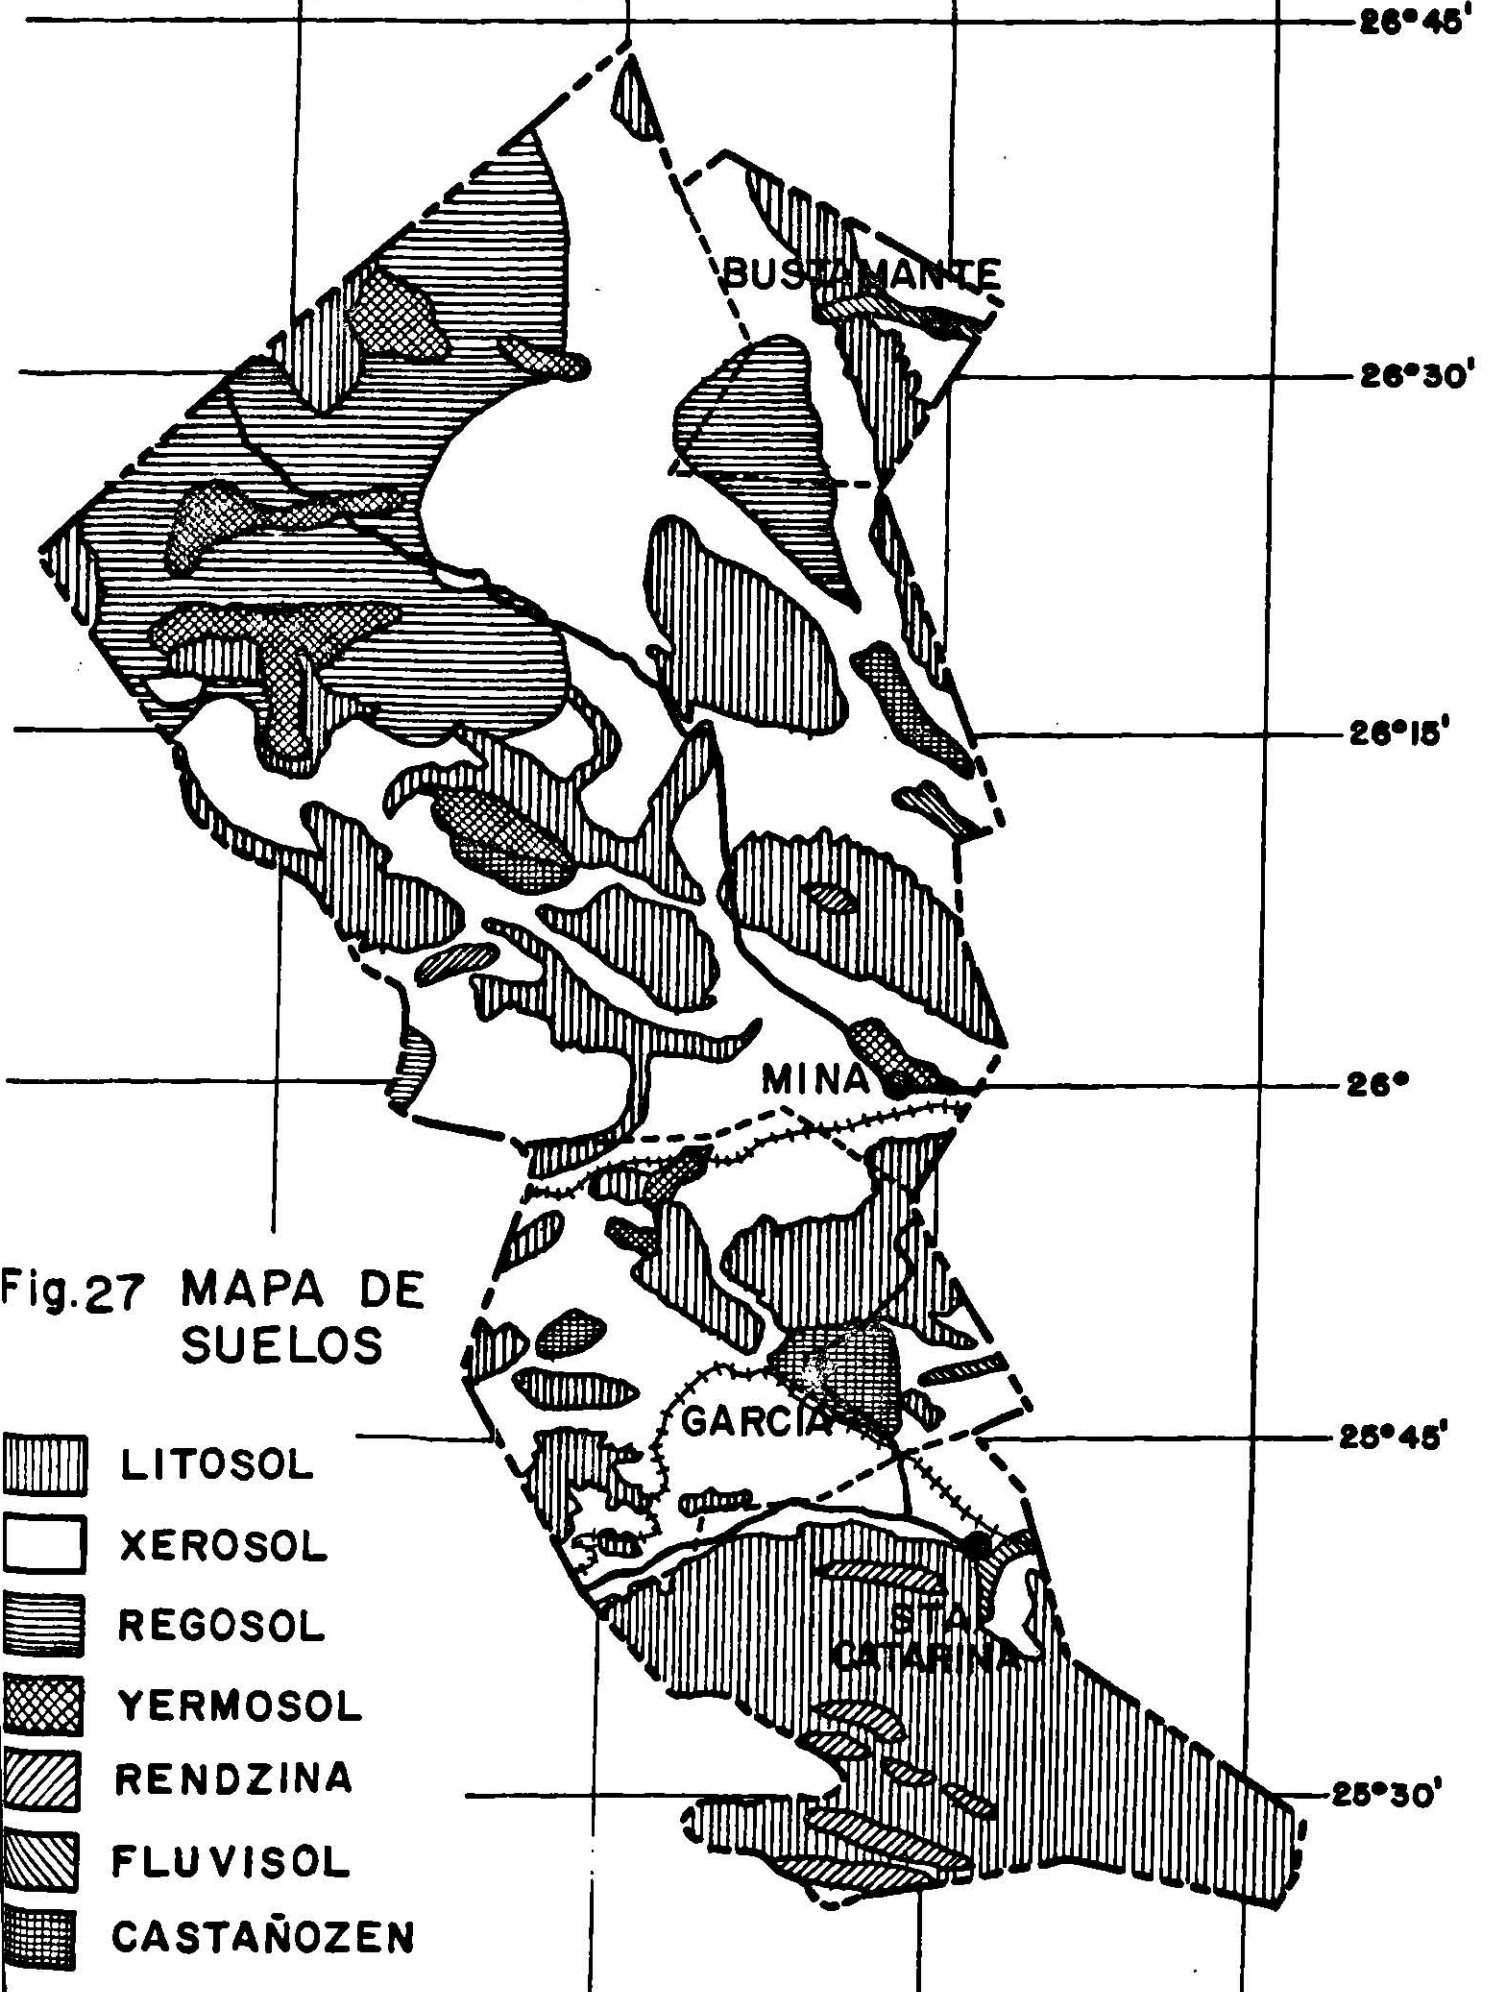 26°45'
BUSTAMANTE
26°30'
26°15'
MINA
26°
Fig.27 MAPA DE
SUELOS
GARCÍA
25°45'
LITOSOL
XEROSOL
REGOSOL
STA
CATARINA
YERMOSOL
RENDZINA
25°30'
FLUVISOL
CASTAÑOZEN